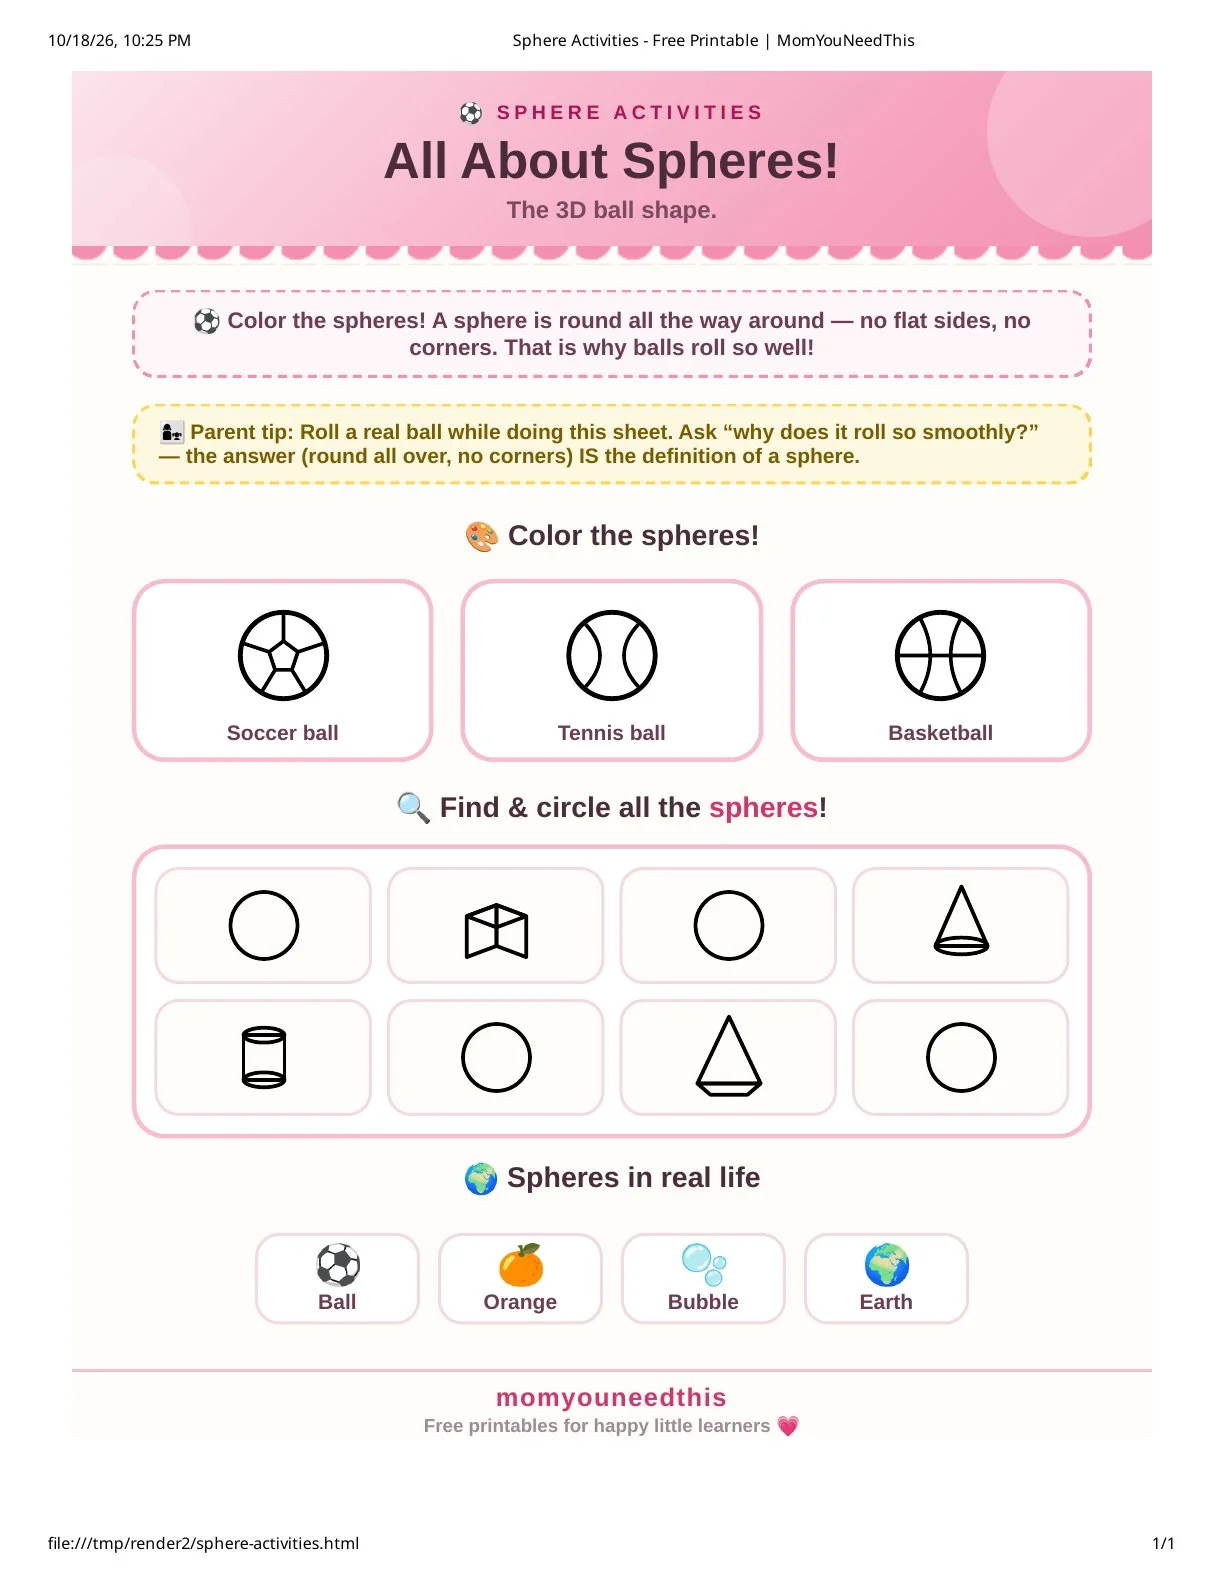 10/18/26, 10:25 PM
Sphere Activities - Free Printable | MomYouNeedThis
SPHERE ACTIVITIES
All About Spheres!
The 3D ball shape.
Color the spheres! A sphere is round all the way around — no flat sides, no
corners. That is why balls roll so well!
Parent tip: Roll a real ball while doing this sheet. Ask “why does it roll so smoothly?”
— the answer (round all over, no corners) IS the definition of a sphere.
Color the spheres!
Soccer ball
Tennis ball
Basketball
Find & circle all the spheres!
Spheres in real life
Ball
Orange
Bubble
Earth
momyouneedthis
Free printables for happy little learners
file:///tmp/render2/sphere-activities.html
1/1